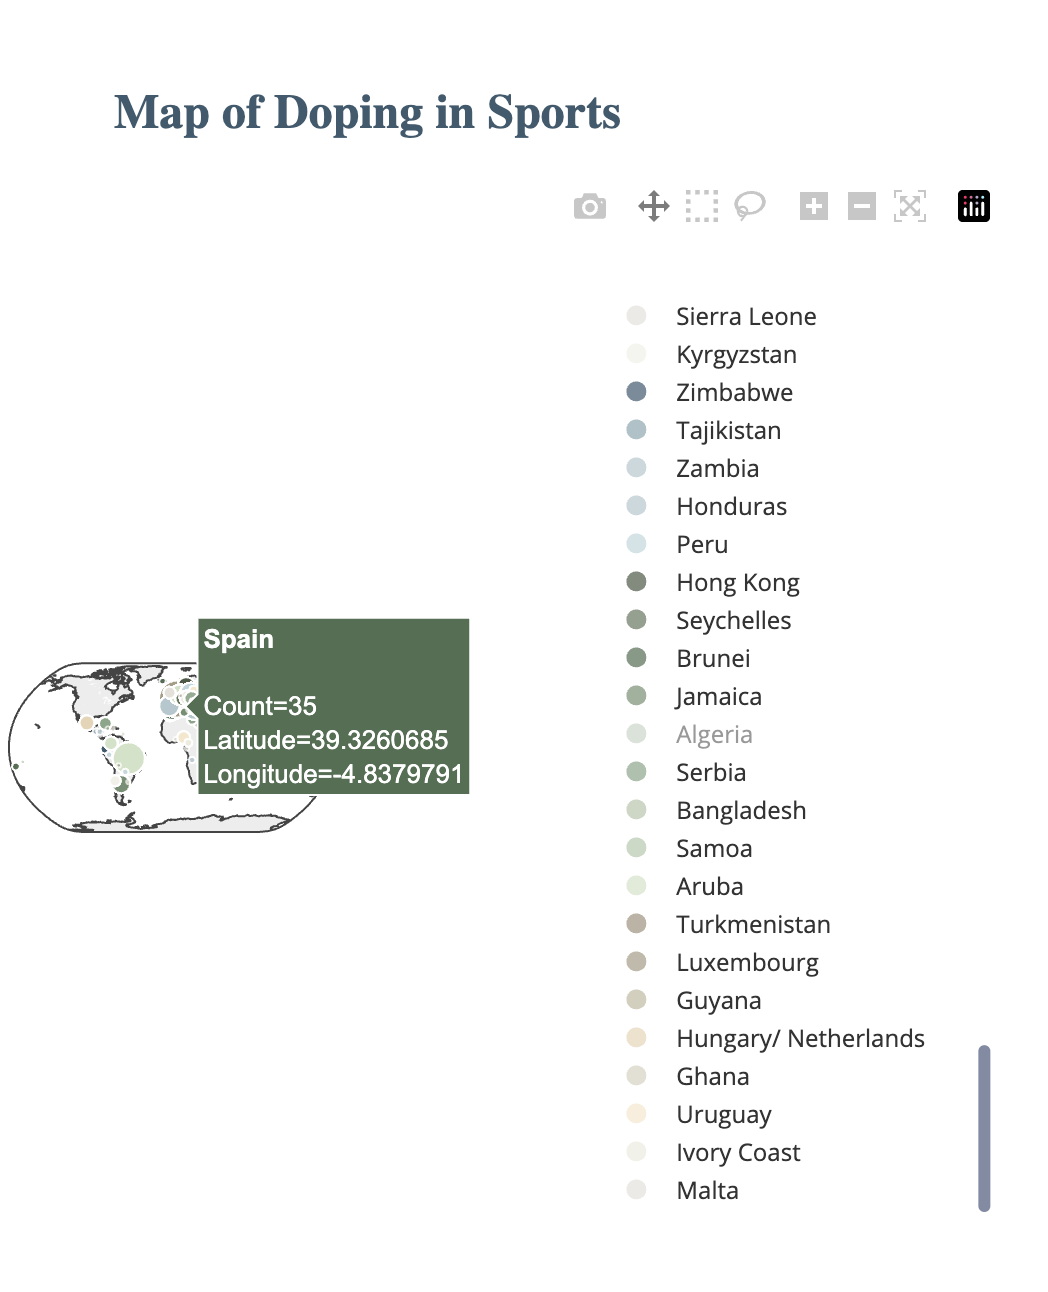 Map of Doping in Sports
Sierra Leone
Kyrgyzstan
Zimbabwe
Tajikistan
Zambia
Honduras
Peru
Hong Kong
Seychelles
Brunei
Jamaica
Algeria
Serbia
Bangladesh
Samoa
Aruba
Turkmenistan
Luxembourg
Guyana
Hungary/ Netherlands
Ghana
Uruguay
Ivory Coast
Malta
Spain
Count=35
Latitude=39.3260685
Longitude=-4.8379791